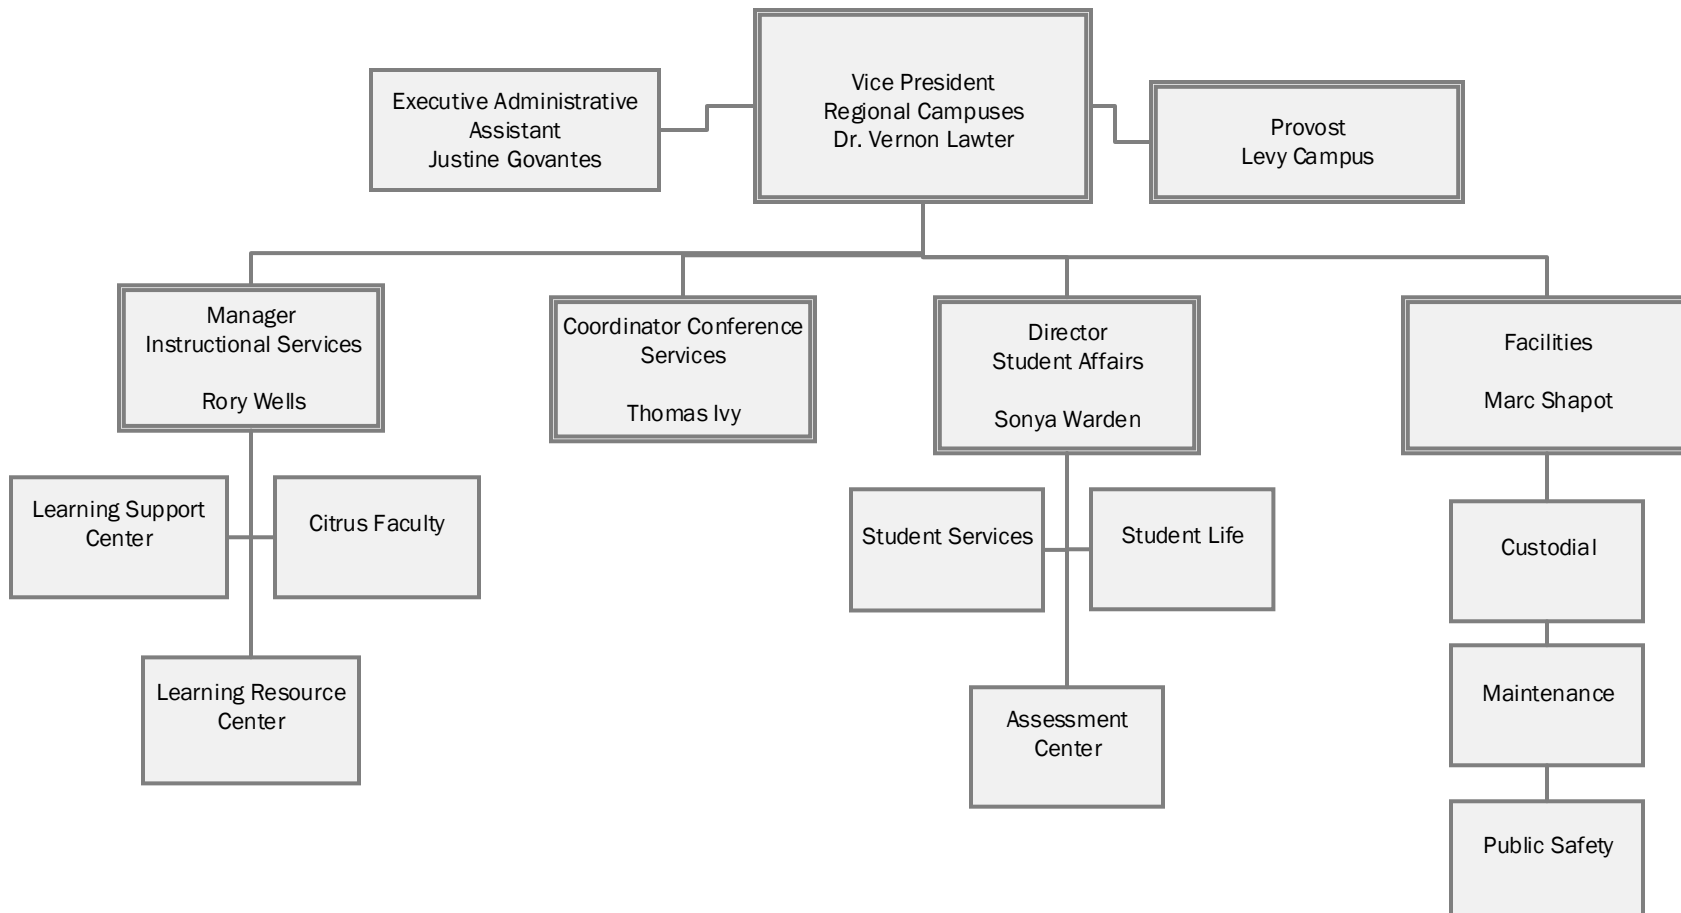 Vice President
Regional Campuses
Dr. Vernon Lawter
Executive Administrative
Assistant
Justine Govantes
Provost
Levy Campus
Manager
Instructional Services
Rory Wells
Coordinator Conference
Services
Thomas Ivy
Director
Student Affairs
Sonya Warden
Facilities
Marc Shapot
Learning Support
Center
Citrus Faculty
Student Services
Student Life
Custodial
Learning Resource
Center
Assessment
Center
Maintenance
Public Safety